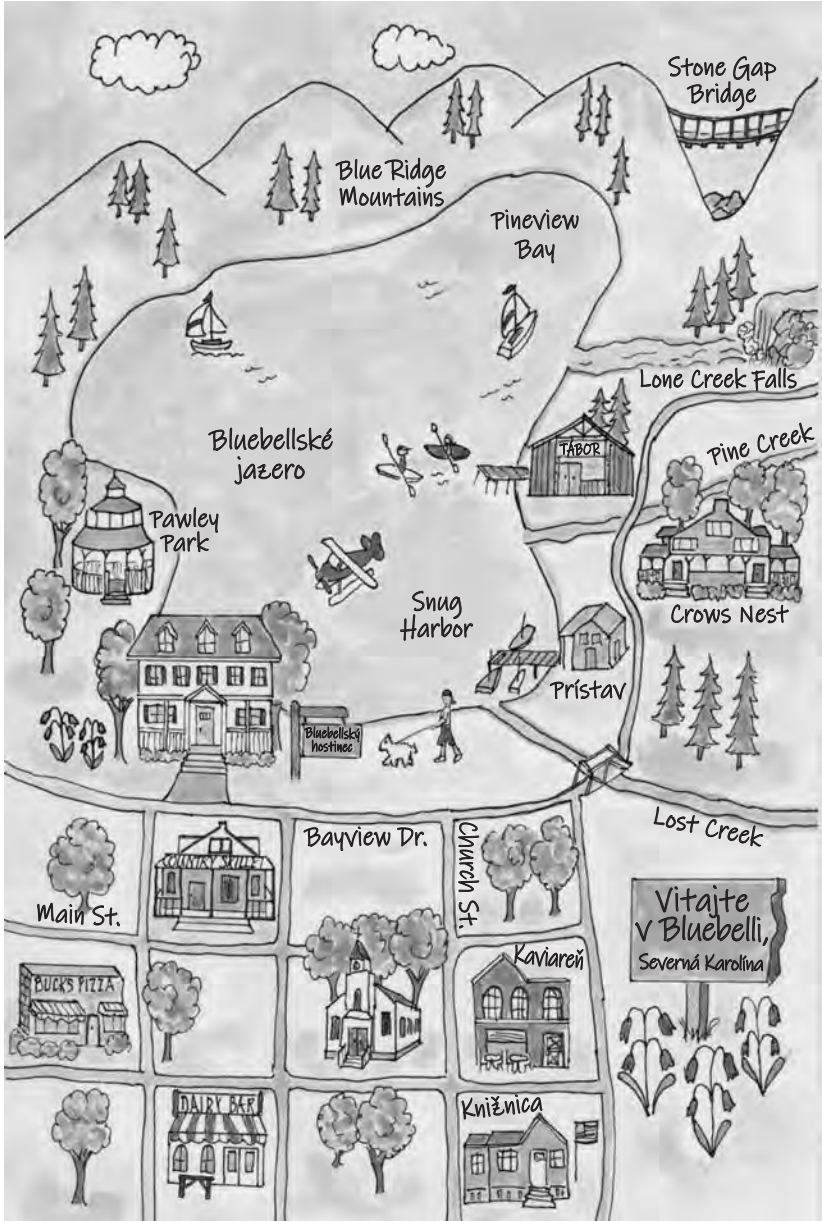 Stone Gap
Bridge
Blue Ridge
Mountains
Pineview
Bay
Lone Creek Falls
Bluebellské
jazero
TÁBOR
Pine Creek
Pawley
Park
Snug
Harbor
Crows Nest
Prístav
Bluebellský
hostinec
Lost Creek
Bayview Dr.
Church St.
COUNTRY SKILLET
Main St.
Vitajte
v Bluebelli,
Severná Karolína
Kaviareň
BUCK'S PIZZA
DAIRY BAR
Knižnica